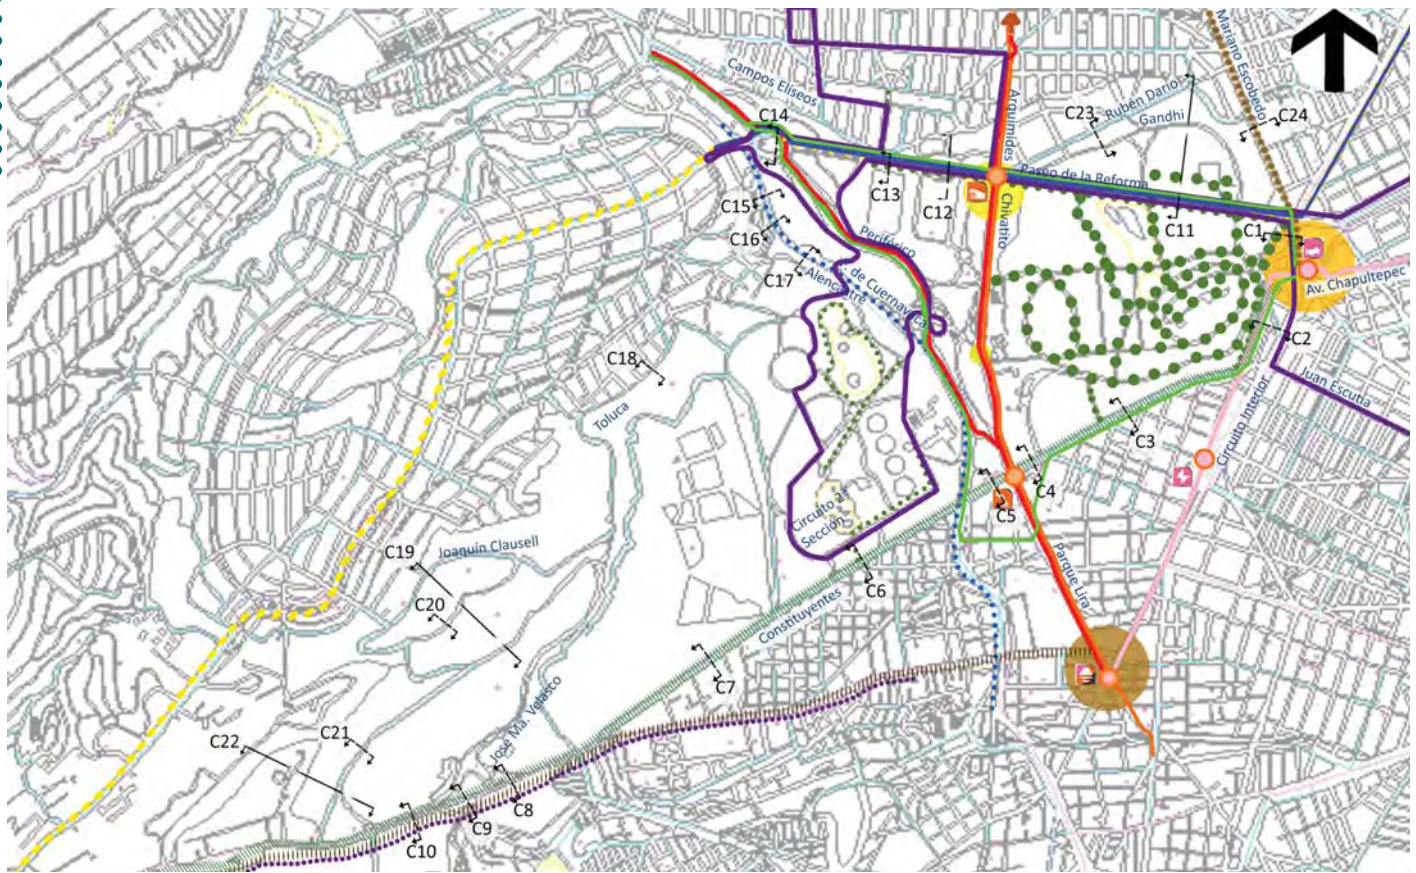 Mariano Escobedo
Campos Elíseos
Arquímides
Rubén Darío
Gandhi
C23
C24
C14
Paseo de la Reforma
C13
C12
C11
C1
Chivatito
C15
C16
C17
Periférico
F. C. de Cuernavaca
Alencastre
Av. Chapultepec
C2
Juan Escutia
Circuito Interior
C18
Toluca
C3
C4
C5
Circuito 2a
Sección
C6
Parque Lira
Constituyentes
C19
Joaquín Clausell
C20
C7
José Ma. Velasco
C21
C22
C8
C9
C10